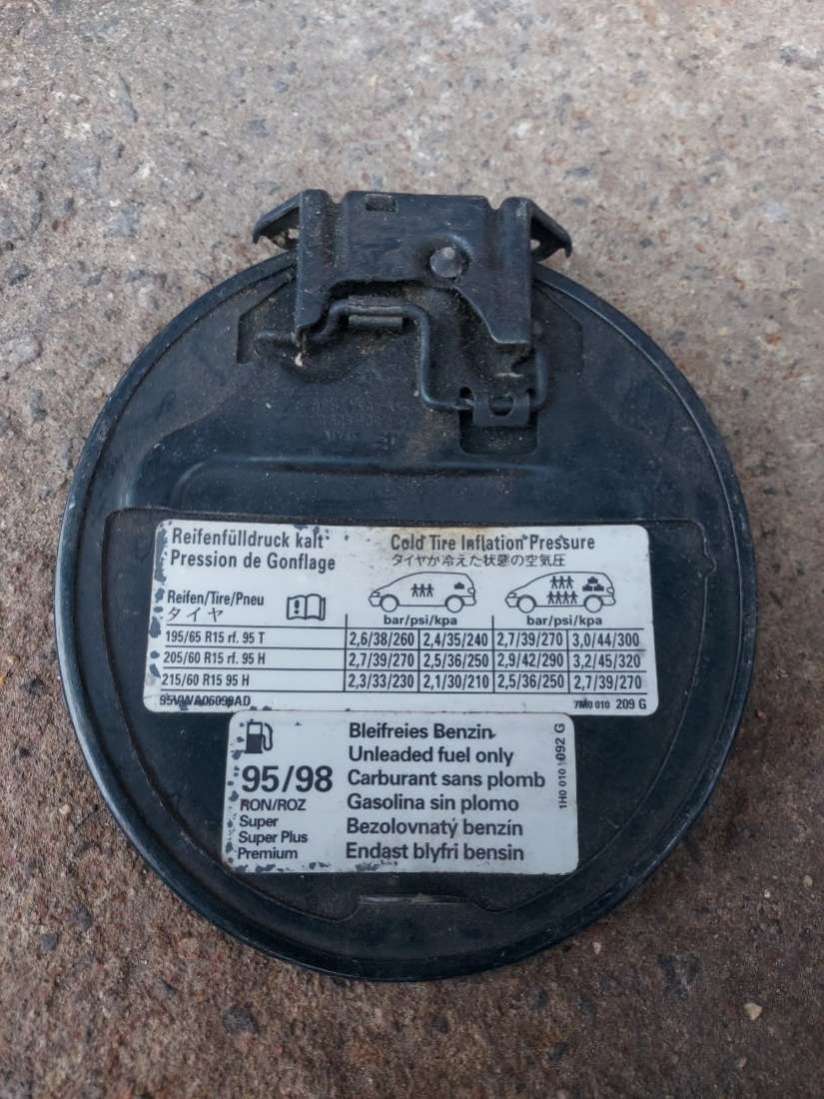 Reifenfülldruck kalt Cold Tire Inflation Pressure
Pression de Gonflage タイヤが冷えた状態の空気圧
Reifen/Tire/Pneu
タイヤ bar/psi/kpa bar/psi/kpa
195/65 R15 rf. 95 T 2,6/38/260 2,4/35/240 2,7/39/270 3,0/44/300
205/60 R15 rf. 95 H 2,7/39/270 2,5/36/250 2,9/42/290 3,2/45/320
215/60 R15 95 H 2,3/33/230 2,1/30/210 2,5/36/250 2,7/39/270
7M0 010 209 G
Bleifreies Benzin
Unleaded fuel only
95/98 Carburant sans plomb
RON/ROZ Gasolina sin plomo
Super Bezolovnatý benzín
Super Plus Endast blyfri bensin
Premium
1H0 010 092 G